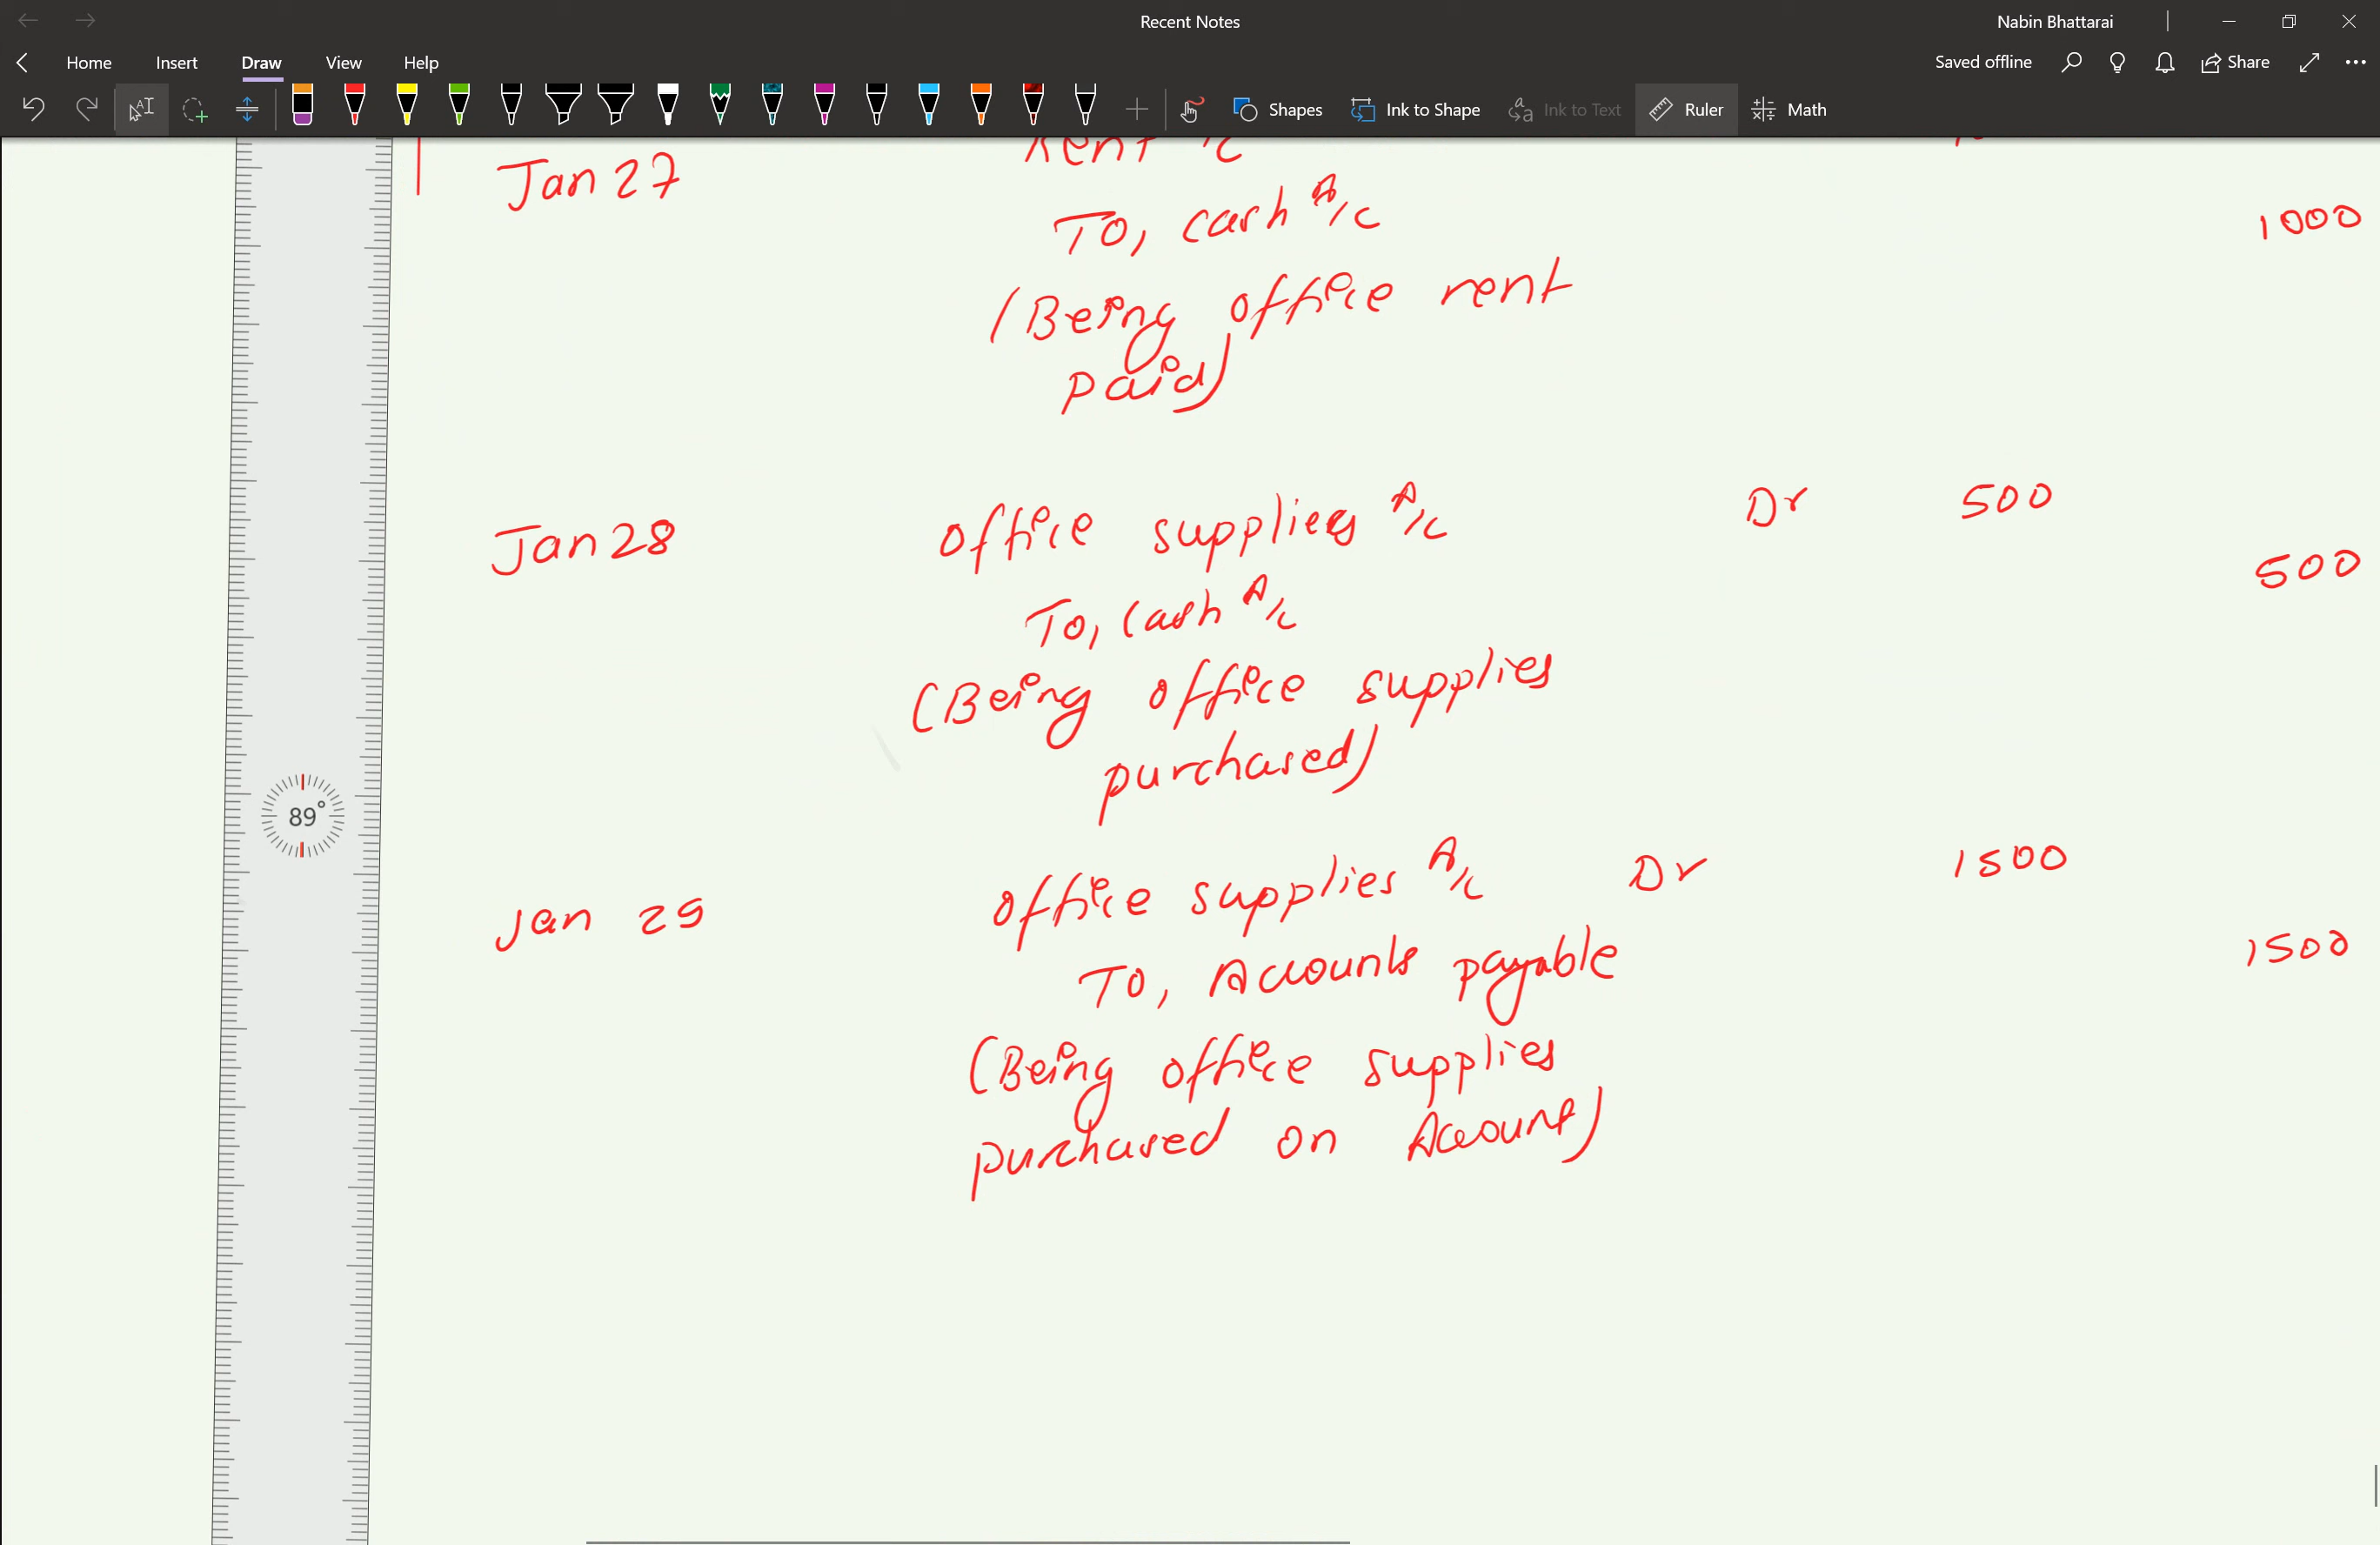 Recent Notes
Nabin Bhattarai
Home Insert Draw View Help
Saved offline
Share
Shapes Ink to Shape Ink to Text Ruler Math
Rent A/c
Jan 27
To, cash A/c 1000
(Being office rent
paid)
Jan 28 Office supplies A/c Dr 500
To, Cash A/c 500
(Being office supplies
purchased)
89°
Jan 29 Office supplies A/c Dr 1500
To, Accounts payable 1500
(Being office supplies
purchased on Account)